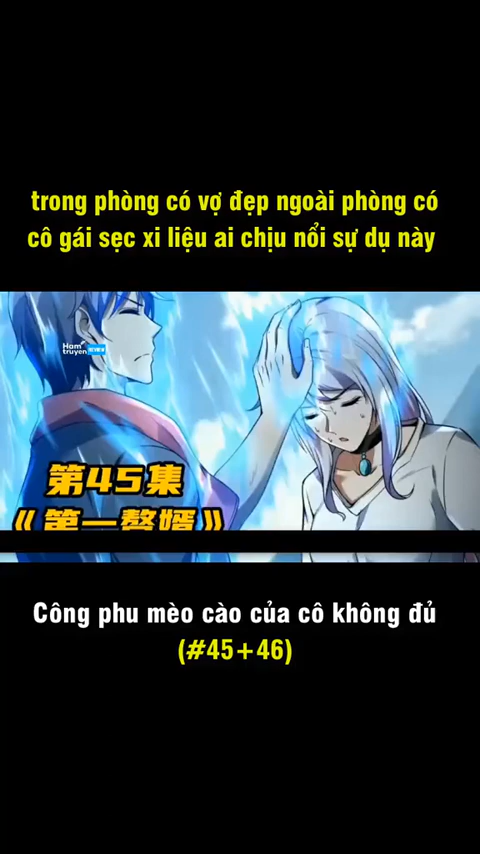 trong phòng có vợ đẹp ngoài phòng có
cô gái sẹc xi liệu ai chịu nổi sự dụ này
Ham
truyen REVIEW
第45集
《第一赘婿》
Công phu mèo cào của cô không đủ
(#45+46)